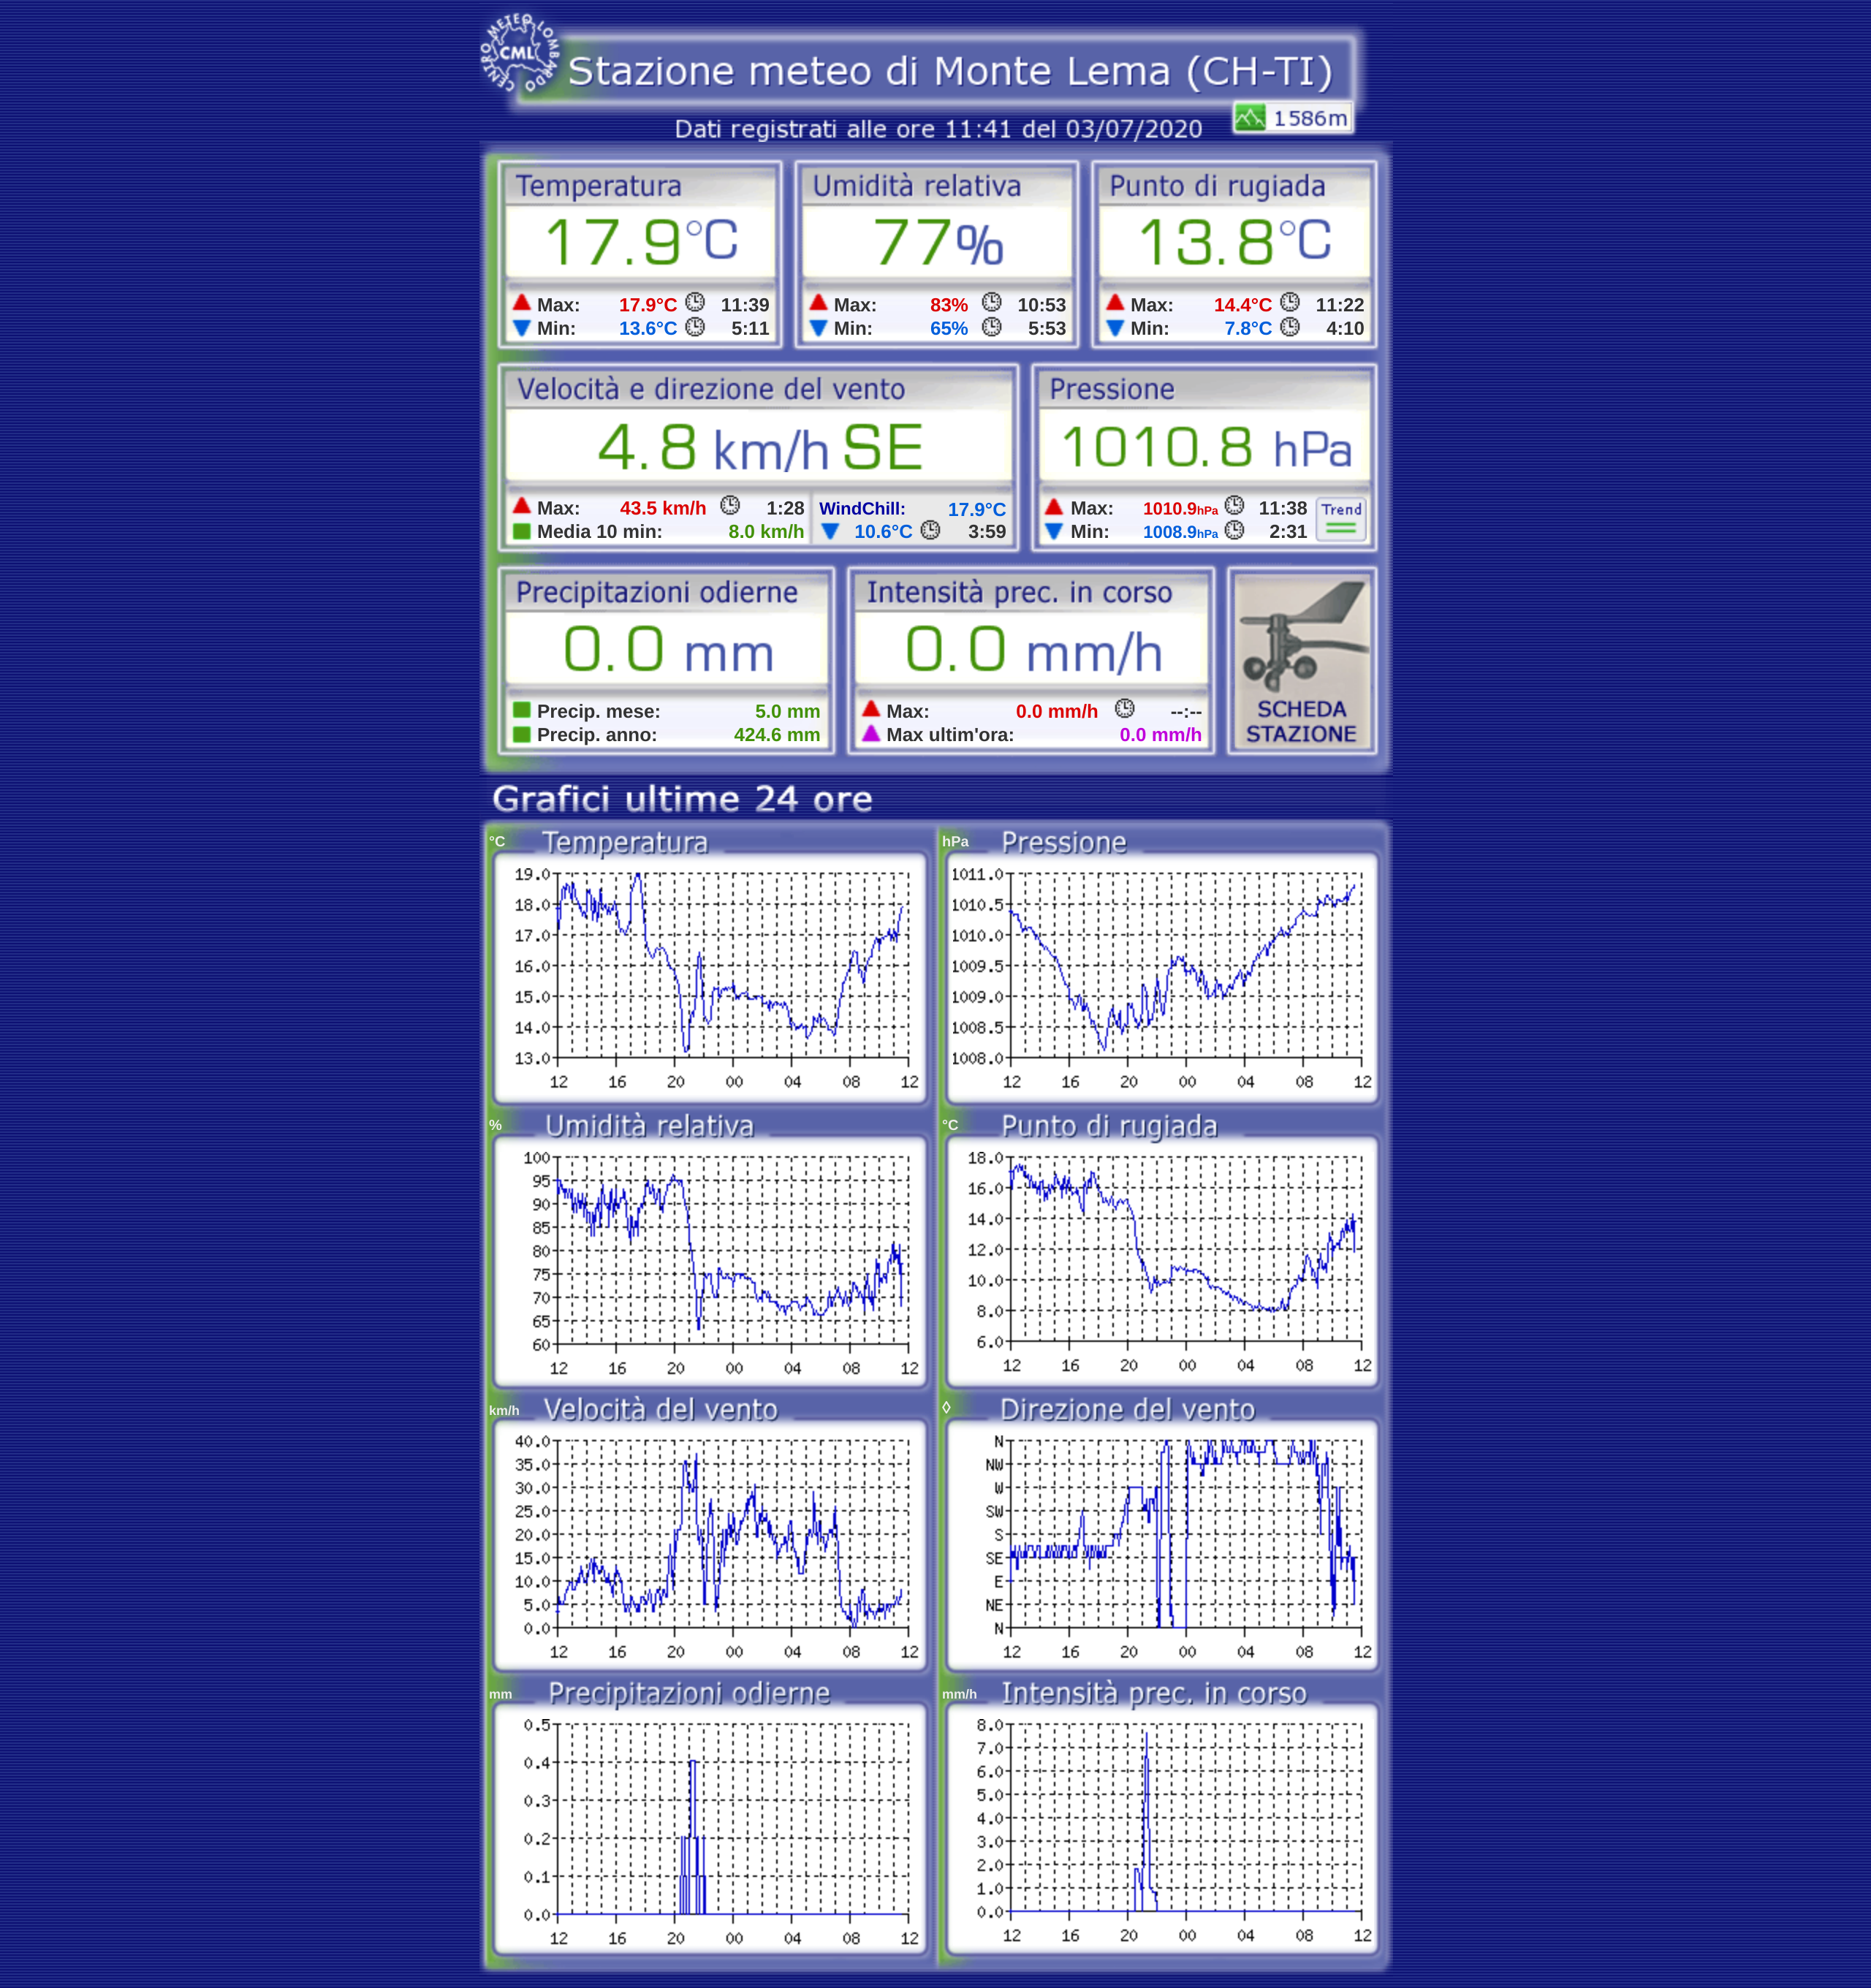 CENTRO METEO LOMBARDO
CML
Stazione meteo di Monte Lema (CH-TI)
1586m
Dati registrati alle ore 11:41 del 03/07/2020
Temperatura Umidità relativa Punto di rugiada
17.9°C 77% 13.8°C
Max: 17.9°C 11:39 Max: 83% 10:53 Max: 14.4°C 11:22
Min: 13.6°C 5:11 Min: 65% 5:53 Min: 7.8°C 4:10
Velocità e direzione del vento Pressione
4.8 km/h SE 1010.8 hPa
Max: 43.5 km/h 1:28 WindChill: 17.9°C Max: 1010.9hPa 11:38 Trend
Media 10 min: 8.0 km/h 10.6°C 3:59 Min: 1008.9hPa 2:31
Precipitazioni odierne Intensità prec. in corso
0.0 mm 0.0 mm/h
Precip. mese: 5.0 mm Max: 0.0 mm/h --:-- SCHEDA
Precip. anno: 424.6 mm Max ultim'ora: 0.0 mm/h STAZIONE
Grafici ultime 24 ore
°C Temperatura
19.0
18.0
17.0
16.0
15.0
14.0
13.0
12 16 20 00 04 08 12
hPa Pressione
1011.0
1010.5
1010.0
1009.5
1009.0
1008.5
1008.0
12 16 20 00 04 08 12
% Umidità relativa
100
95
90
85
80
75
70
65
60
12 16 20 00 04 08 12
°C Punto di rugiada
18.0
16.0
14.0
12.0
10.0
8.0
6.0
12 16 20 00 04 08 12
km/h Velocità del vento
40.0
35.0
30.0
25.0
20.0
15.0
10.0
5.0
0.0
12 16 20 00 04 08 12
◊ Direzione del vento
N
NW
W
SW
S
SE
E
NE
N
12 16 20 00 04 08 12
mm Precipitazioni odierne
0.5
0.4
0.3
0.2
0.1
0.0
12 16 20 00 04 08 12
mm/h Intensità prec. in corso
8.0
7.0
6.0
5.0
4.0
3.0
2.0
1.0
0.0
12 16 20 00 04 08 12